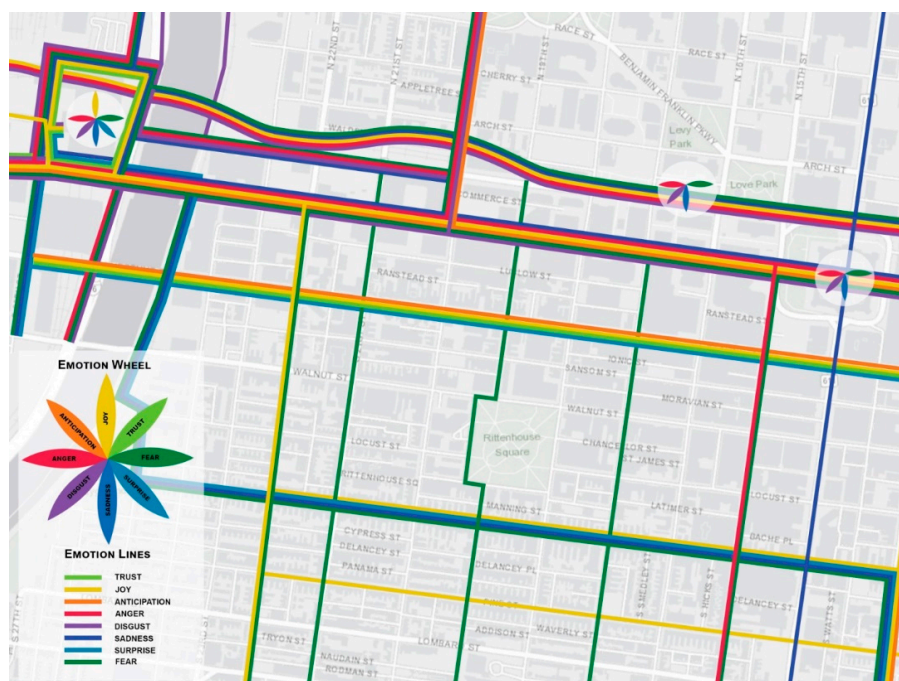 RACE ST
N 22ND ST
N 21ST ST
N 19TH ST
RACE ST
N 16TH ST
N 15TH ST
CHERRY ST
BENJAMIN FRANKLIN PKWY
APPLETREE ST
ARCH ST
Levy
Park
ARCH ST
Love Park
OMMERCE ST
LUDLOW ST
RANSTEAD ST
RANSTEAD ST
IONIC ST
SANSOM ST
MORAVIAN ST
WALNUT ST
WALNUT ST
Rittenhouse
Square
CHANCELLOR ST
ST JAMES ST
LOCUST ST
RITTENHOUSE SQ
LOCUST ST
MANNING ST
LATIMER ST
BACHE PL
CYPRESS ST
DELANCEY ST
PANAMA ST
DELANCEY PL
DELANCEY ST
S SMEDLEY ST
S HICKS ST
S WATTS ST
ADDISON ST
WAVERLY ST
TRYON ST
LOMBARD ST
NAUDAIN ST
RODMAN ST
S 27TH ST
EMOTION WHEEL
JOY
TRUST
FEAR
SURPRISE
SADNESS
DISGUST
ANGER
ANTICIPATION
EMOTION LINES
TRUST
JOY
ANTICIPATION
ANGER
DISGUST
SADNESS
SURPRISE
FEAR